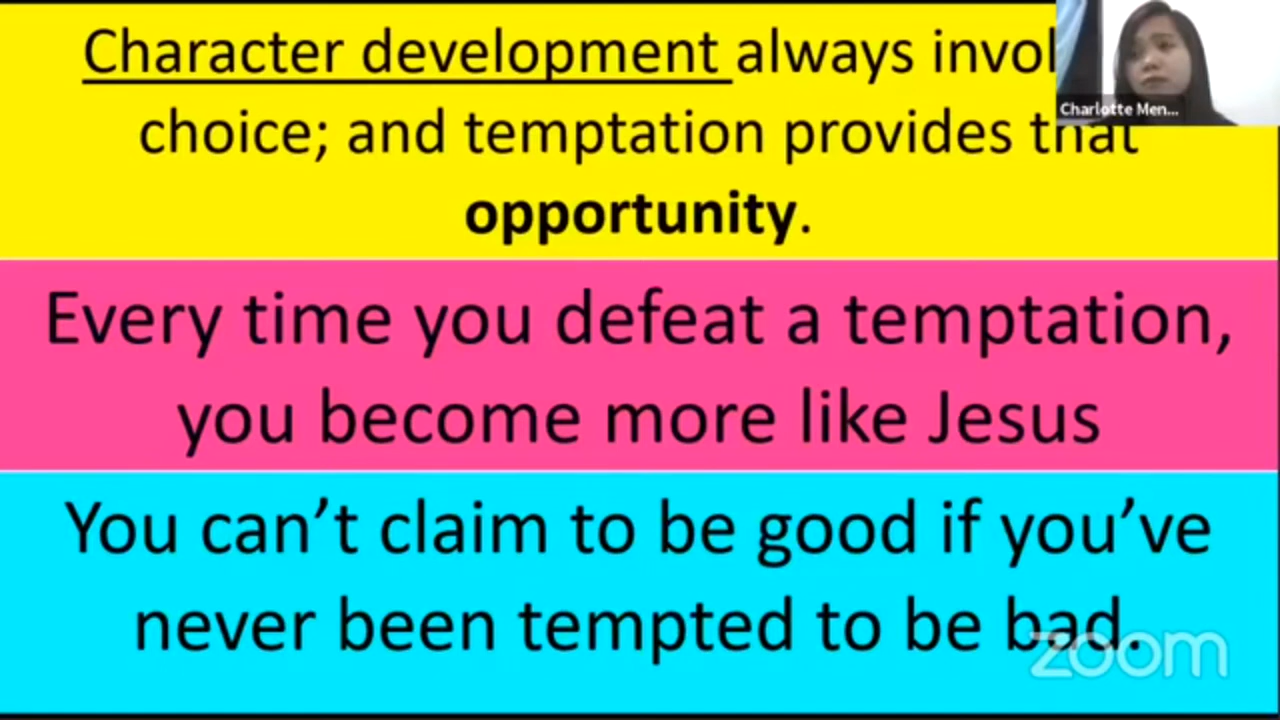 Character development always invol
choice; and temptation provides that
opportunity.
Every time you defeat a temptation,
you become more like Jesus
You can't claim to be good if you've
never been tempted to be bad.
Charlotte Men...
zoom